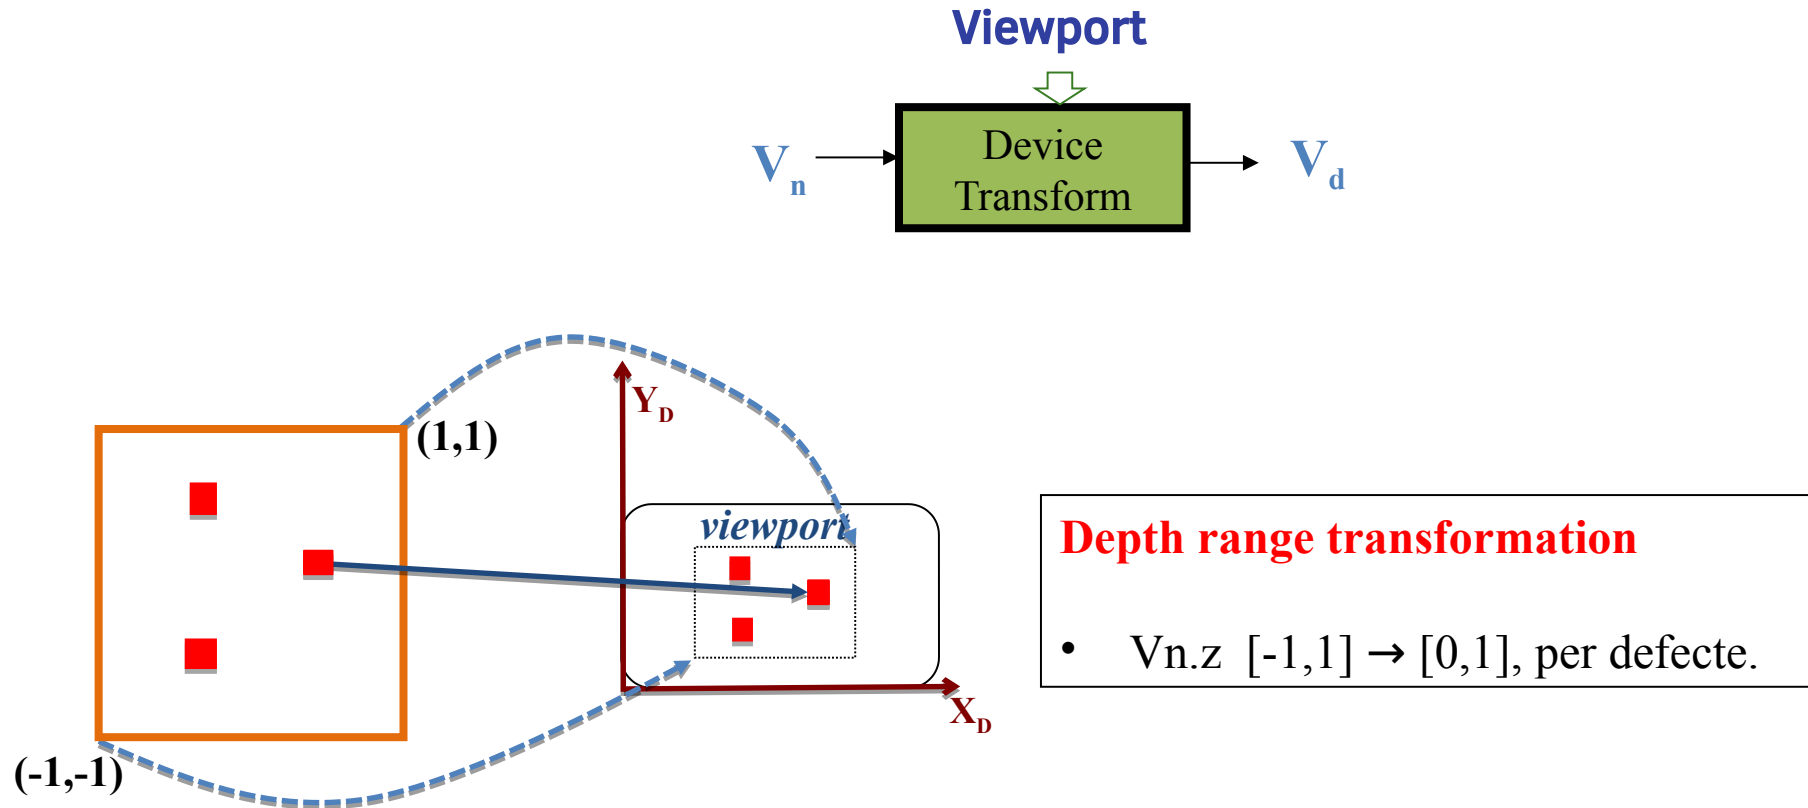 Viewport
Device
Transform
Vn
Vd
YD
(1,1)
viewport
Depth range transformation
• Vn.z [-1,1] → [0,1], per defecte.
XD
(-1,-1)